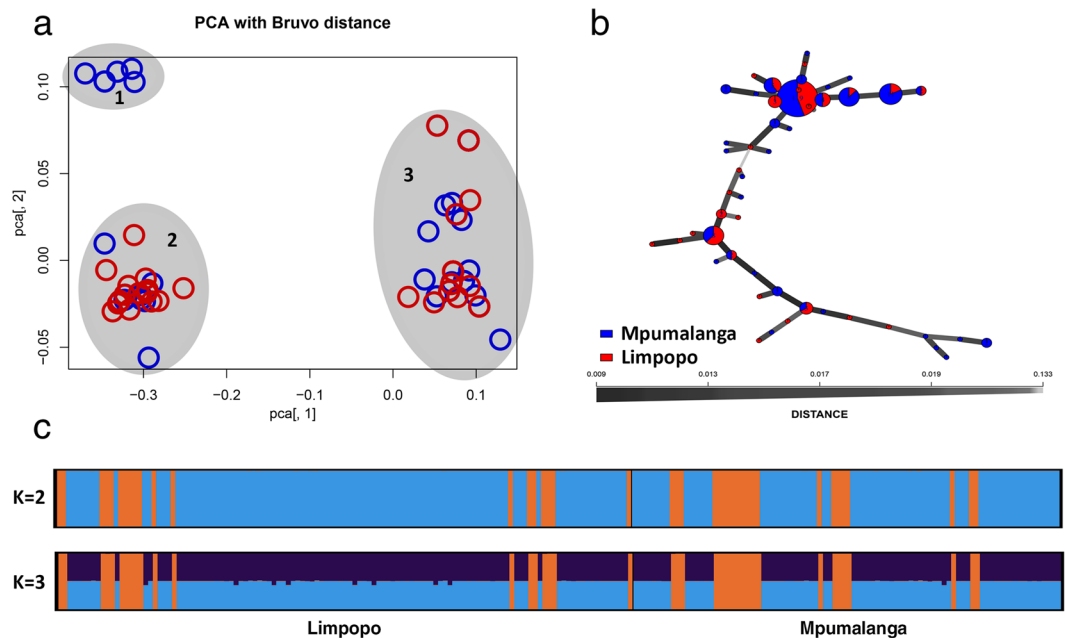 a
PCA with Bruvo distance
pca[, 2]
0.10
0.05
0.00
−0.05
1
2
3
−0.3
−0.2
−0.1
0.0
0.1
pca[, 1]
b
Mpumalanga
Limpopo
0.009
0.013
0.017
0.019
0.133
DISTANCE
c
K=2
K=3
Limpopo
Mpumalanga